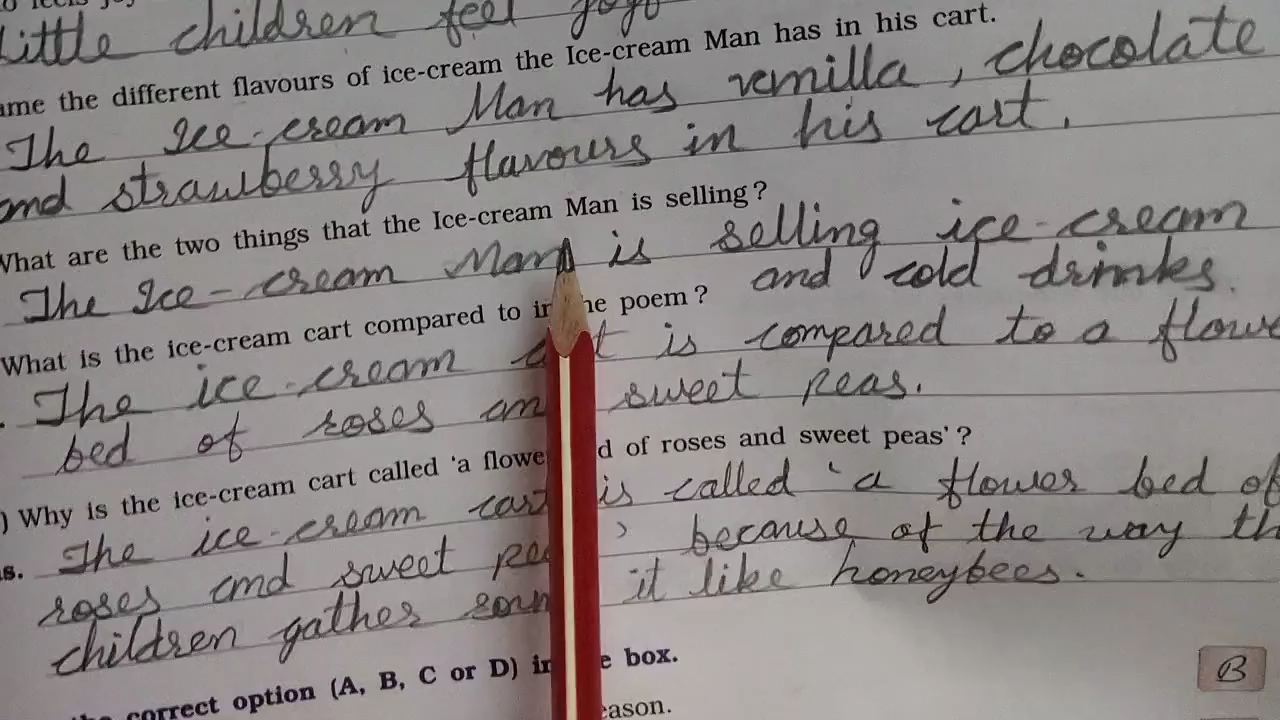 Little children feel
ame the different flavours of ice-cream the Ice-cream Man has in his cart.
The Ice-cream Man has vemilla, chocolate
and strawberry flavours in his cart.
What are the two things that the Ice-cream Man is selling?
The Ice-cream Man is selling ice-cream
and cold drinks.
What is the ice-cream cart compared to in the poem?
The ice-cream is compared to a flowe
bed of roses an sweet peas.
) Why is the ice-cream cart called 'a flowe d of roses and sweet peas'?
s. The ice-cream cart is called 'a flower bed of
roses and sweet pea ' because of the way th
children gather roun it like honeybees.
correct option (A, B, C or D) in e box.
B
eason.